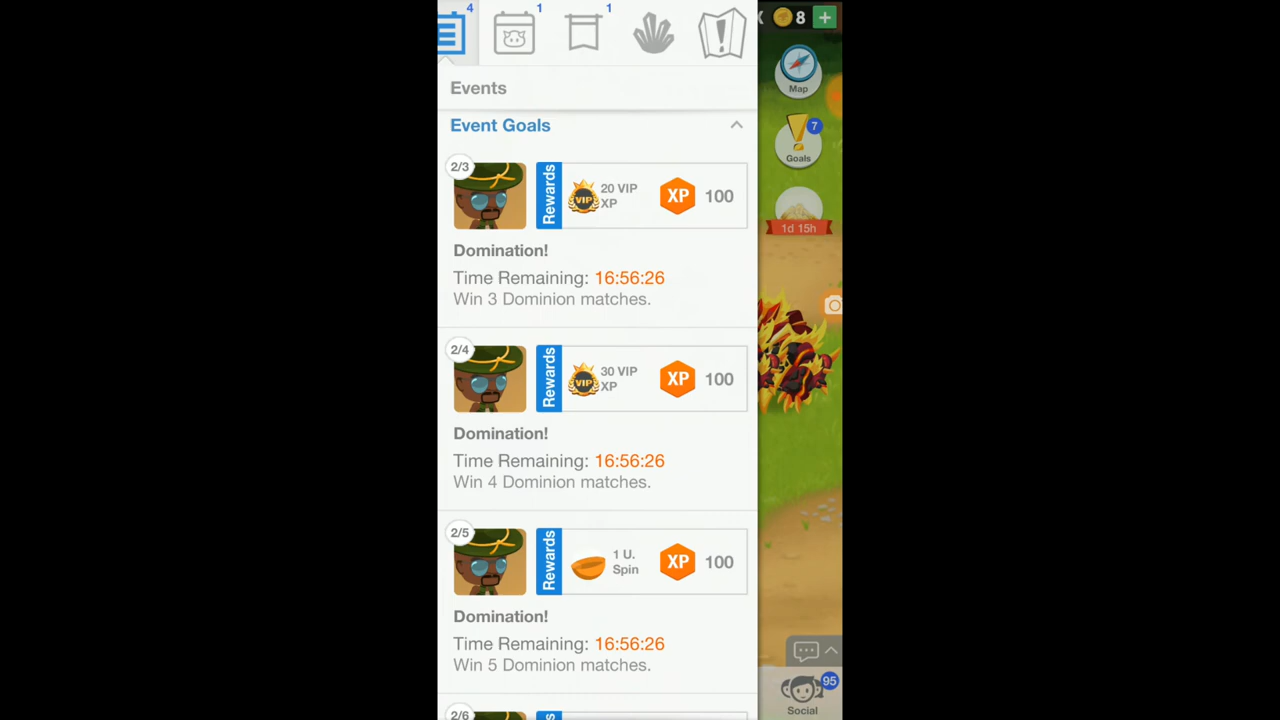 4
1
1
8
Events
Map
Event Goals
7
Goals
2/3
Rewards
VIP
20 VIP
XP
XP
100
1d 15h
Domination!
Time Remaining: 16:56:26
Win 3 Dominion matches.
2/4
Rewards
VIP
30 VIP
XP
XP
100
Domination!
Time Remaining: 16:56:26
Win 4 Dominion matches.
2/5
Rewards
1 U.
Spin
XP
100
Domination!
Time Remaining: 16:56:26
Win 5 Dominion matches.
95
Social
2/6